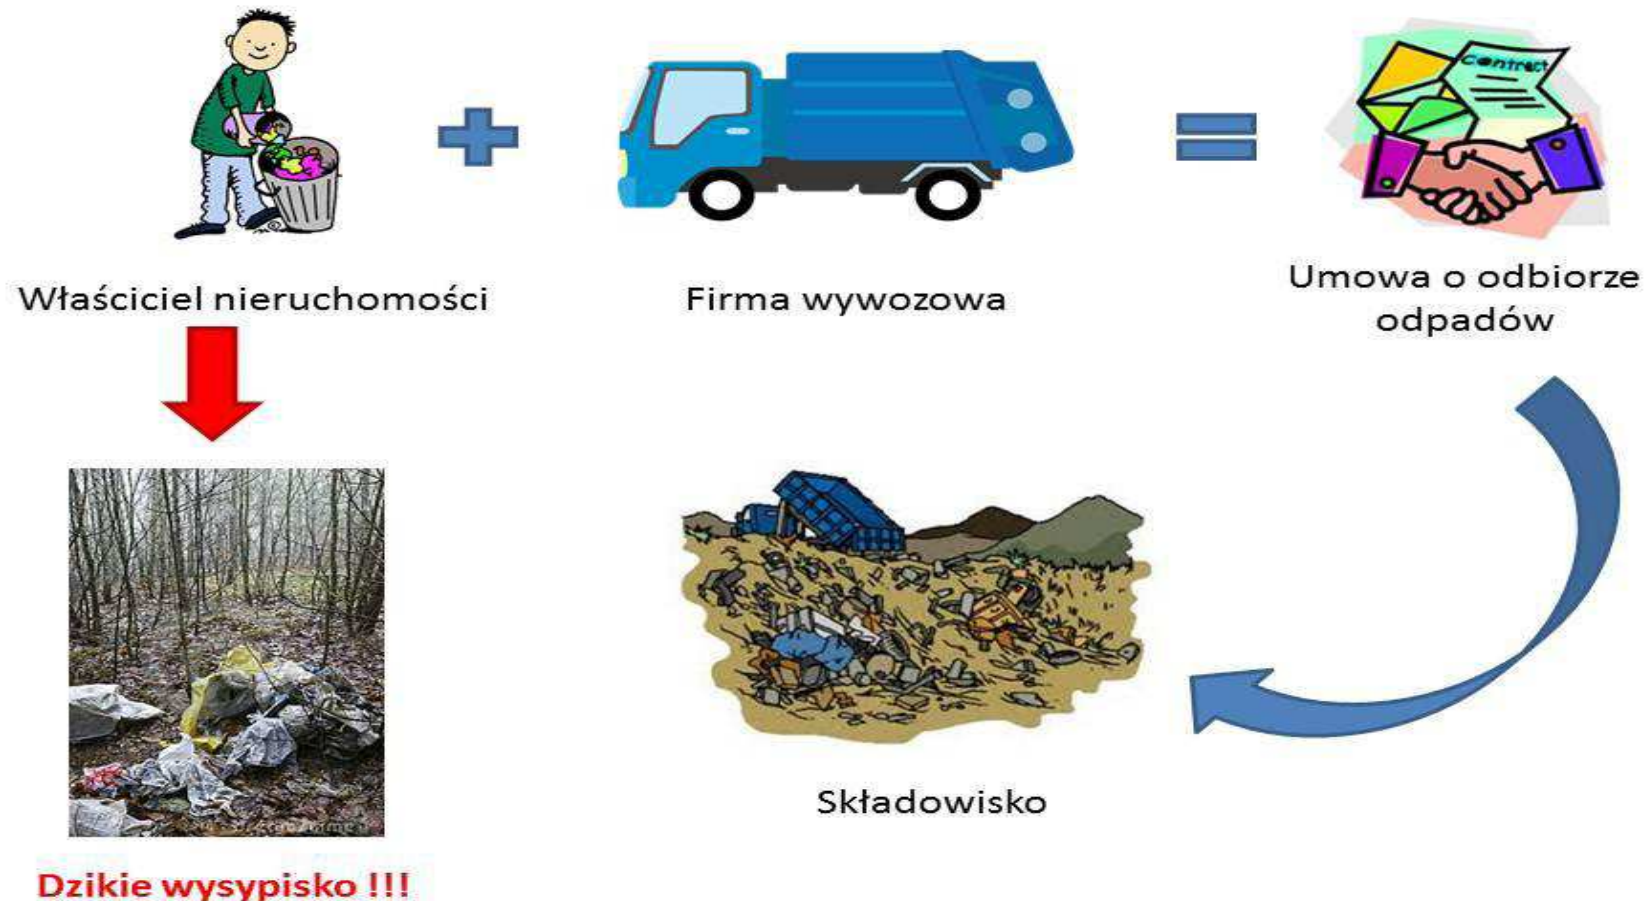 Contract
Właściciel nieruchomości
Firma wywozowa
Umowa o odbiorze
odpadów
Składowisko
Dzikie wysypisko !!!